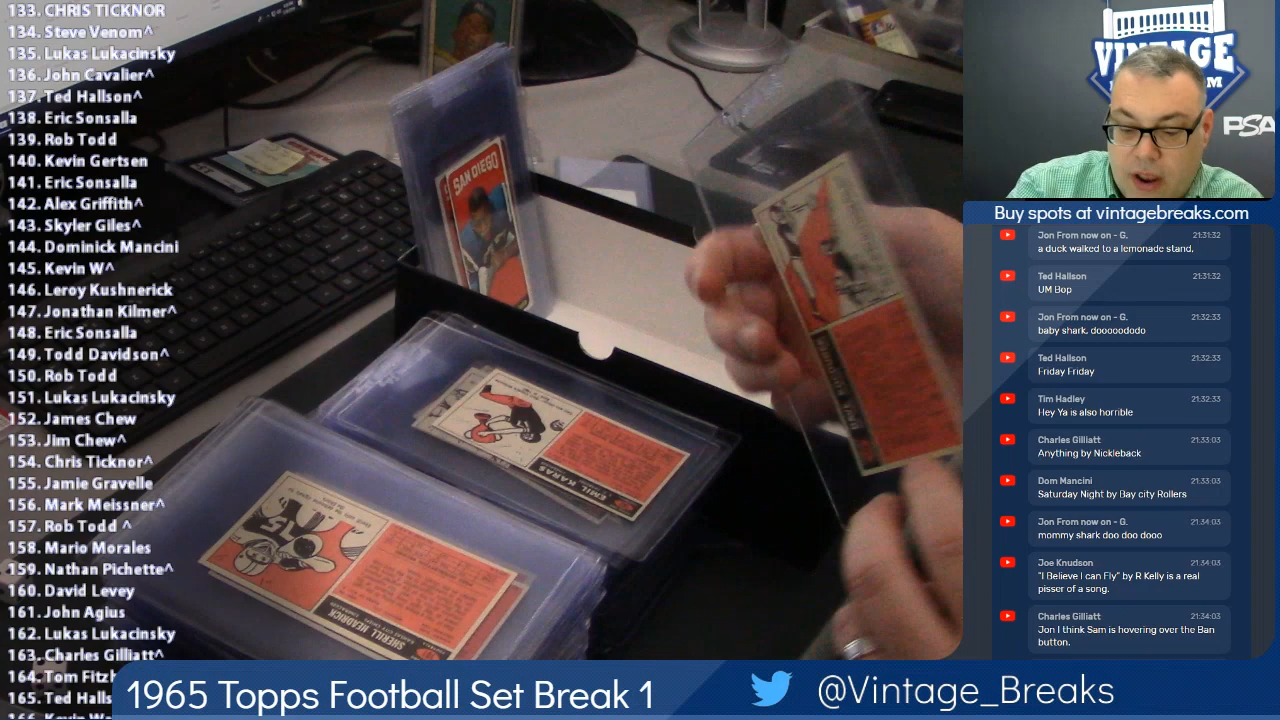 133. CHRIS TICKNOR
134. Steve Venom^
135. Lukas Lukacinsky
136. John Cavalier^
137. Ted Hallson^
138. Eric Sonsalla
139. Rob Todd
140. Kevin Gertsen
141. Eric Sonsalla
142. Alex Griffith^
143. Skyler Giles^
144. Dominick Mancini
145. Kevin W^
146. Leroy Kushnerick
147. Jonathan Kilmer^
148. Eric Sonsalla
149. Todd Davidson^
150. Rob Todd
151. Lukas Lukacinsky
152. James Chew
153. Jim Chew^
154. Chris Ticknor^
155. Jamie Gravelle
156. Mark Meissner^
157. Rob Todd ^
158. Mario Morales
159. Nathan Pichette^
160. David Levey
161. John Agius
162. Lukas Lukacinsky
163. Charles Gilliatt^
164. Tom Fitzh
165. Ted Halls
SAN DIEGO
EMIL KARAS
SHERRILL HEADRICK
KANSAS CITY CHIEFS LINEBACKER
VINTAGE
PSA
Buy spots at vintagebreaks.com
Jon From now on - G. 21:31:32
a duck walked to a lemonade stand,
Ted Hallson 21:31:32
UM Bop
Jon From now on - G. 21:32:33
baby shark, dooooododo
Ted Hallson 21:32:33
Friday Friday
Tim Hadley 21:32:33
Hey Ya is also horrible
Charles Gilliatt 21:33:03
Anything by Nickleback
Dom Mancini 21:33:03
Saturday Night by Bay city Rollers
Jon From now on - G. 21:34:03
mommy shark doo doo dooo
Joe Knudson 21:34:03
"I Believe I can Fly" by R Kelly is a real
pisser of a song.
Charles Gilliatt 21:34:03
Jon I think Sam is hovering over the Ban
button.
1965 Topps Football Set Break 1
@Vintage_Breaks